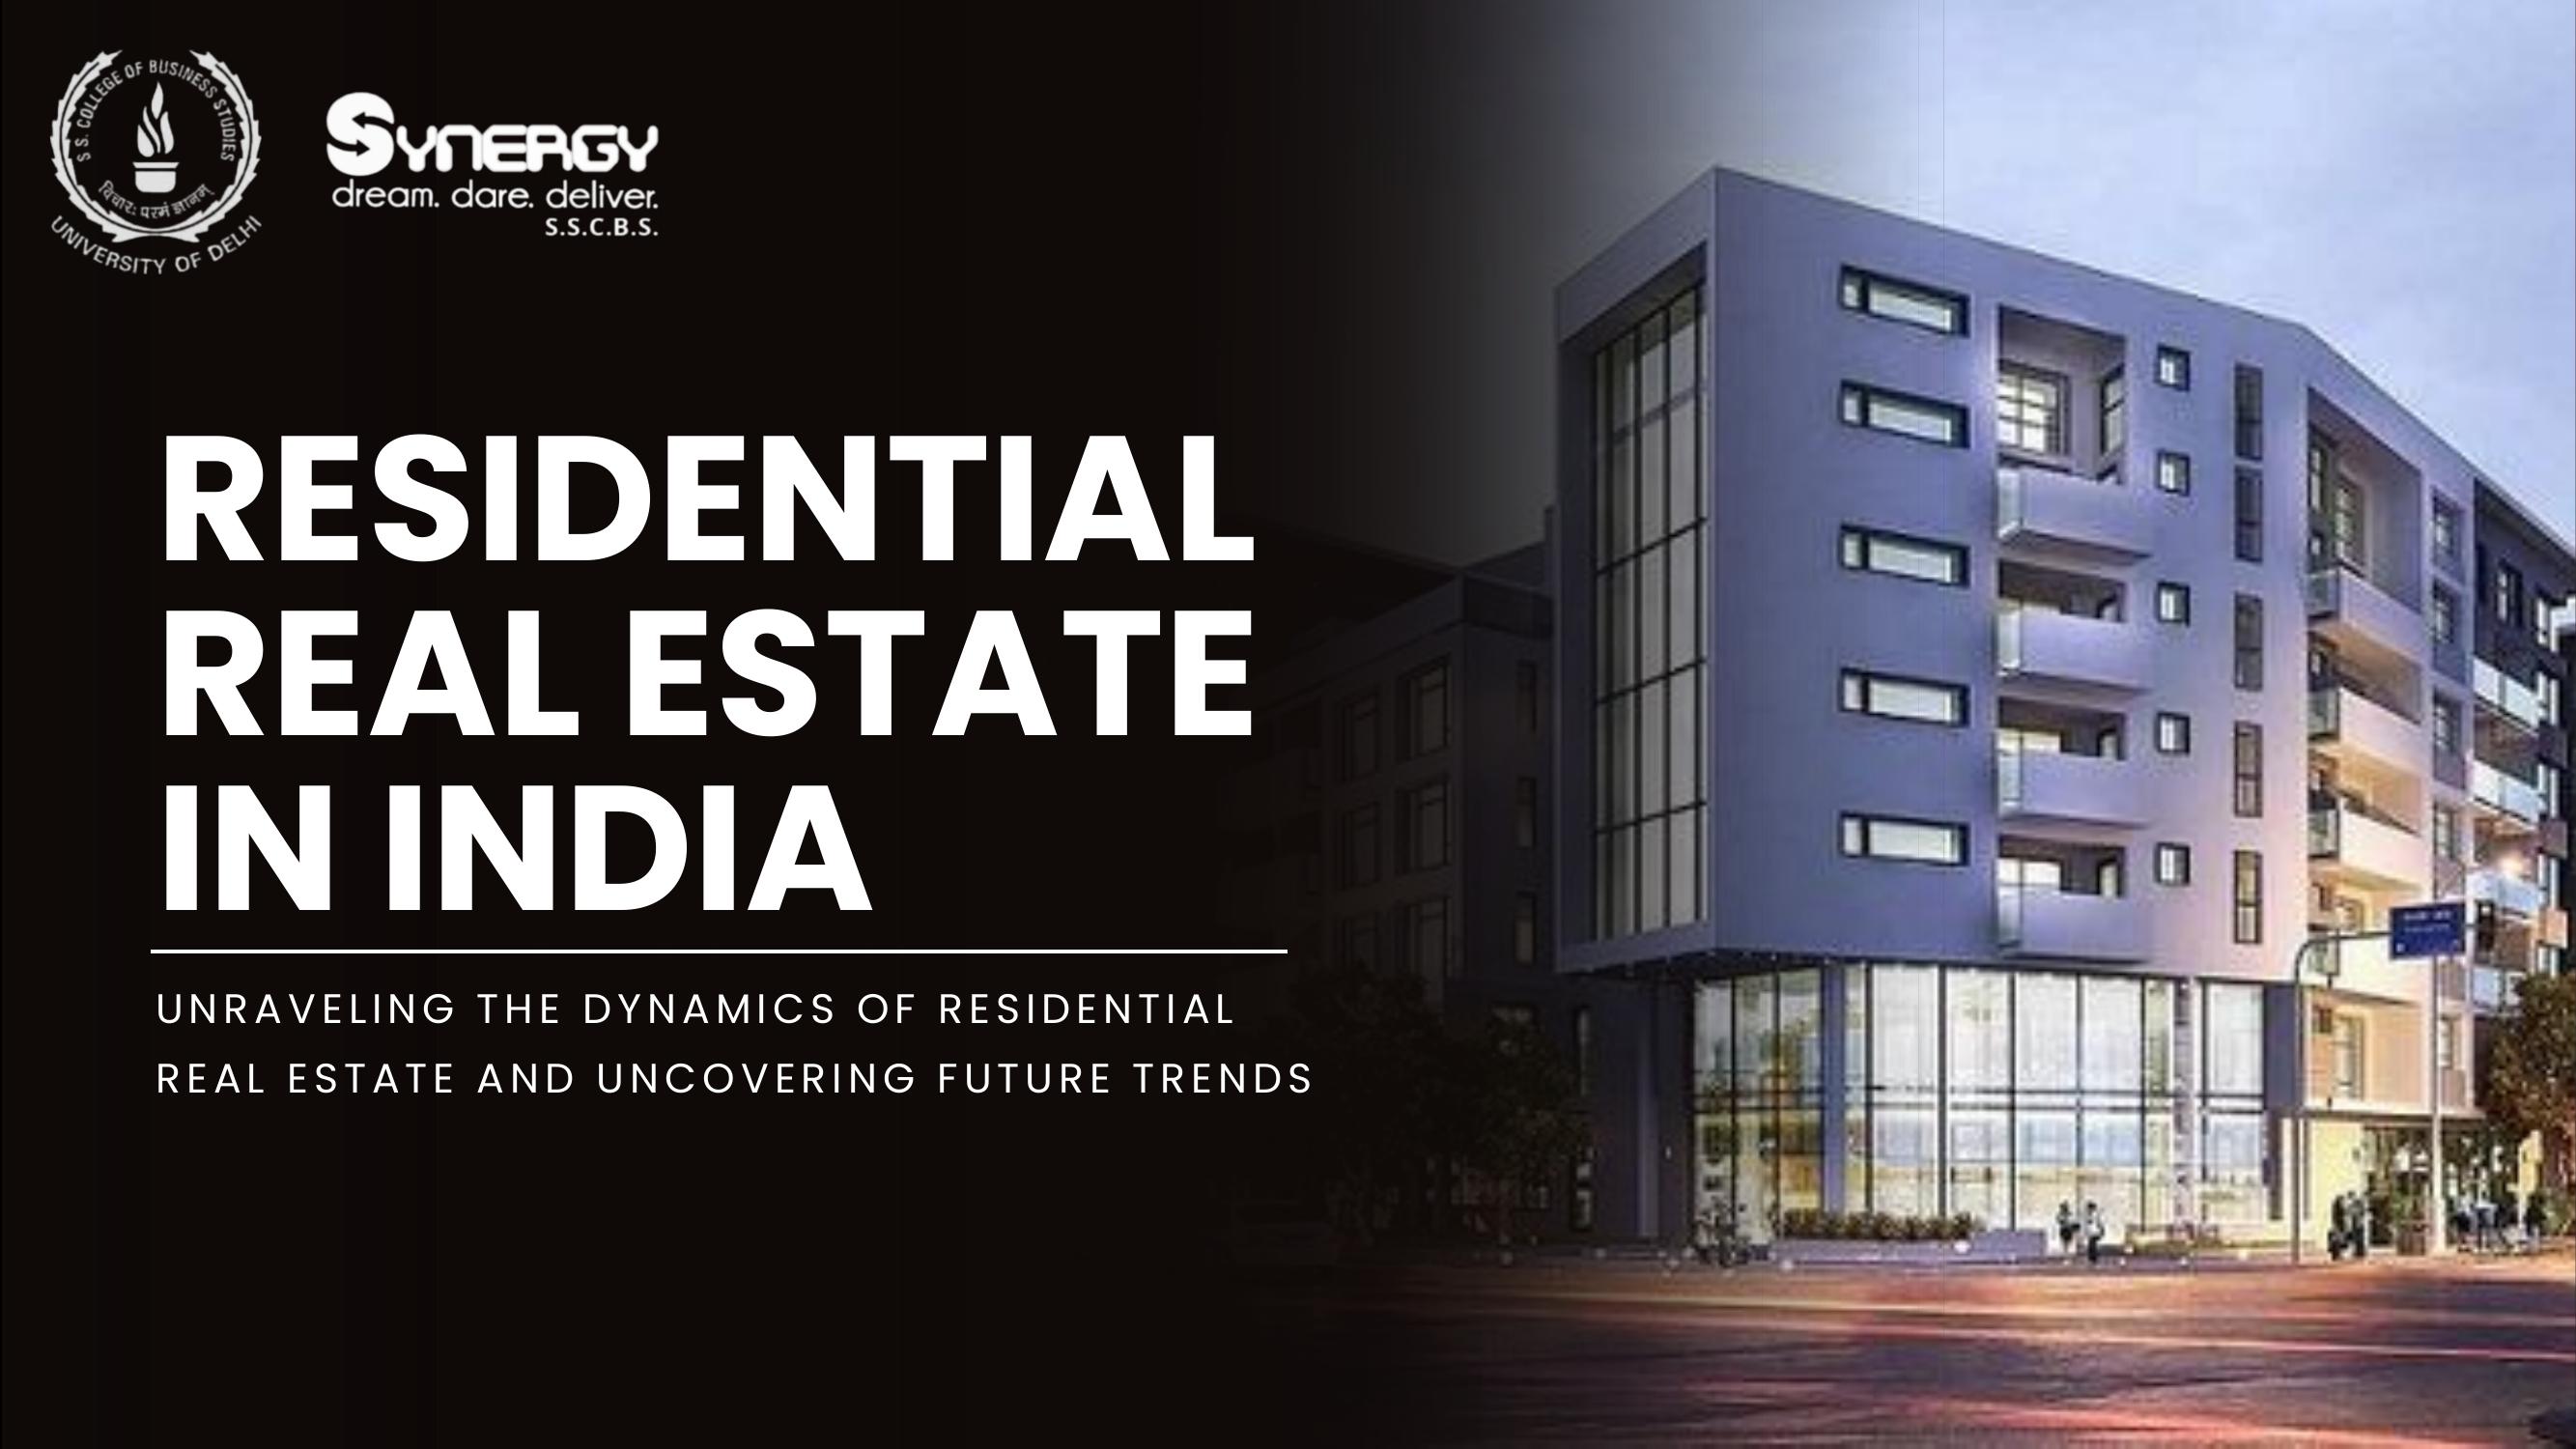 S.S. COLLEGE OF BUSINESS STUDIES
विचारः परमं ज्ञानम्
UNIVERSITY OF DELHI
SYNERGY
dream. dare. deliver.
S.S.C.B.S.
RESIDENTIAL
REAL ESTATE
IN INDIA
UNRAVELING THE DYNAMICS OF RESIDENTIAL
REAL ESTATE AND UNCOVERING FUTURE TRENDS